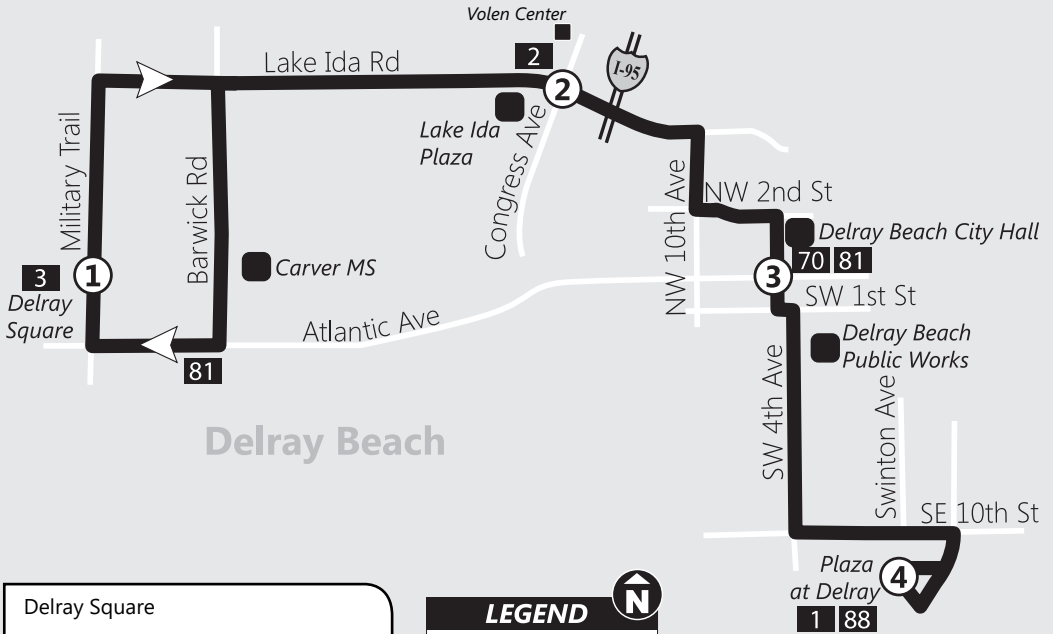 Volen Center
2
I-95
Lake Ida Rd
2
Lake Ida
Plaza
Congress Ave
Military Trail
Barwick Rd
NW 10th Ave
NW 2nd St
Delray Beach City Hall
70 81
3
SW 1st St
3
1
Delray
Square
Carver MS
Atlantic Ave
81
Delray Beach
Public Works
Delray Beach
SW 4th Ave
Swinton Ave
SE 10th St
Plaza
at Delray
4
1 88
Delray Square
LEGEND
N